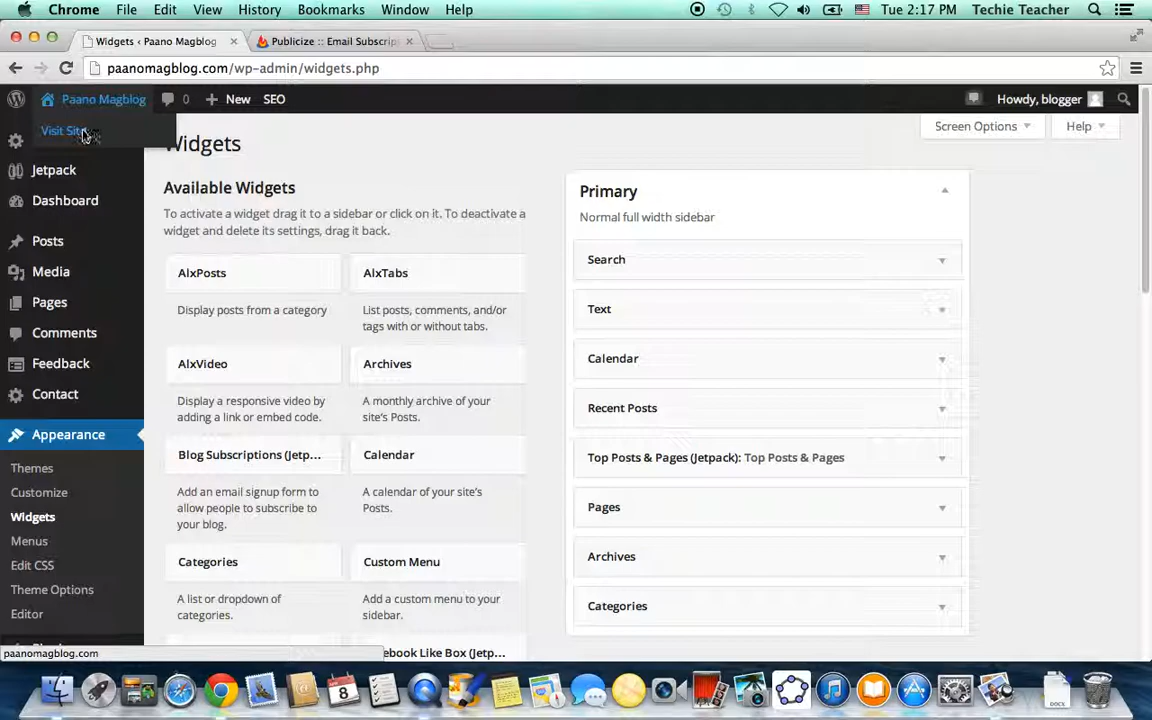 Chrome File Edit View History Bookmarks Window Help Tue 2:17 PM Techie Teacher
Widgets ‹ Paano Magblog Publicize :: Email Subscrip
paanomagblog.com/wp-admin/widgets.php
Paano Magblog 0 + New SEO Howdy, blogger
Visit Site
Screen Options Help
Widgets
Jetpack
Dashboard
Posts
Media
Pages
Comments
Feedback
Contact
Appearance
Themes
Customize
Widgets
Menus
Edit CSS
Theme Options
Editor
Available Widgets
To activate a widget drag it to a sidebar or click on it. To deactivate a
widget and delete its settings, drag it back.
AlxPosts
Display posts from a category
AlxTabs
List posts, comments, and/or
tags with or without tabs.
AlxVideo
Display a responsive video by
adding a link or embed code.
Archives
A monthly archive of your
site's Posts.
Blog Subscriptions (Jetp...
Add an email signup form to
allow people to subscribe to
your blog.
Calendar
A calendar of your site's
Posts.
Categories
A list or dropdown of
categories.
Custom Menu
Add a custom menu to your
sidebar.
ebook Like Box (Jetp...
Primary
Normal full width sidebar
Search
Text
Calendar
Recent Posts
Top Posts & Pages (Jetpack): Top Posts & Pages
Pages
Archives
Categories
paanomagblog.com
8
DOCX